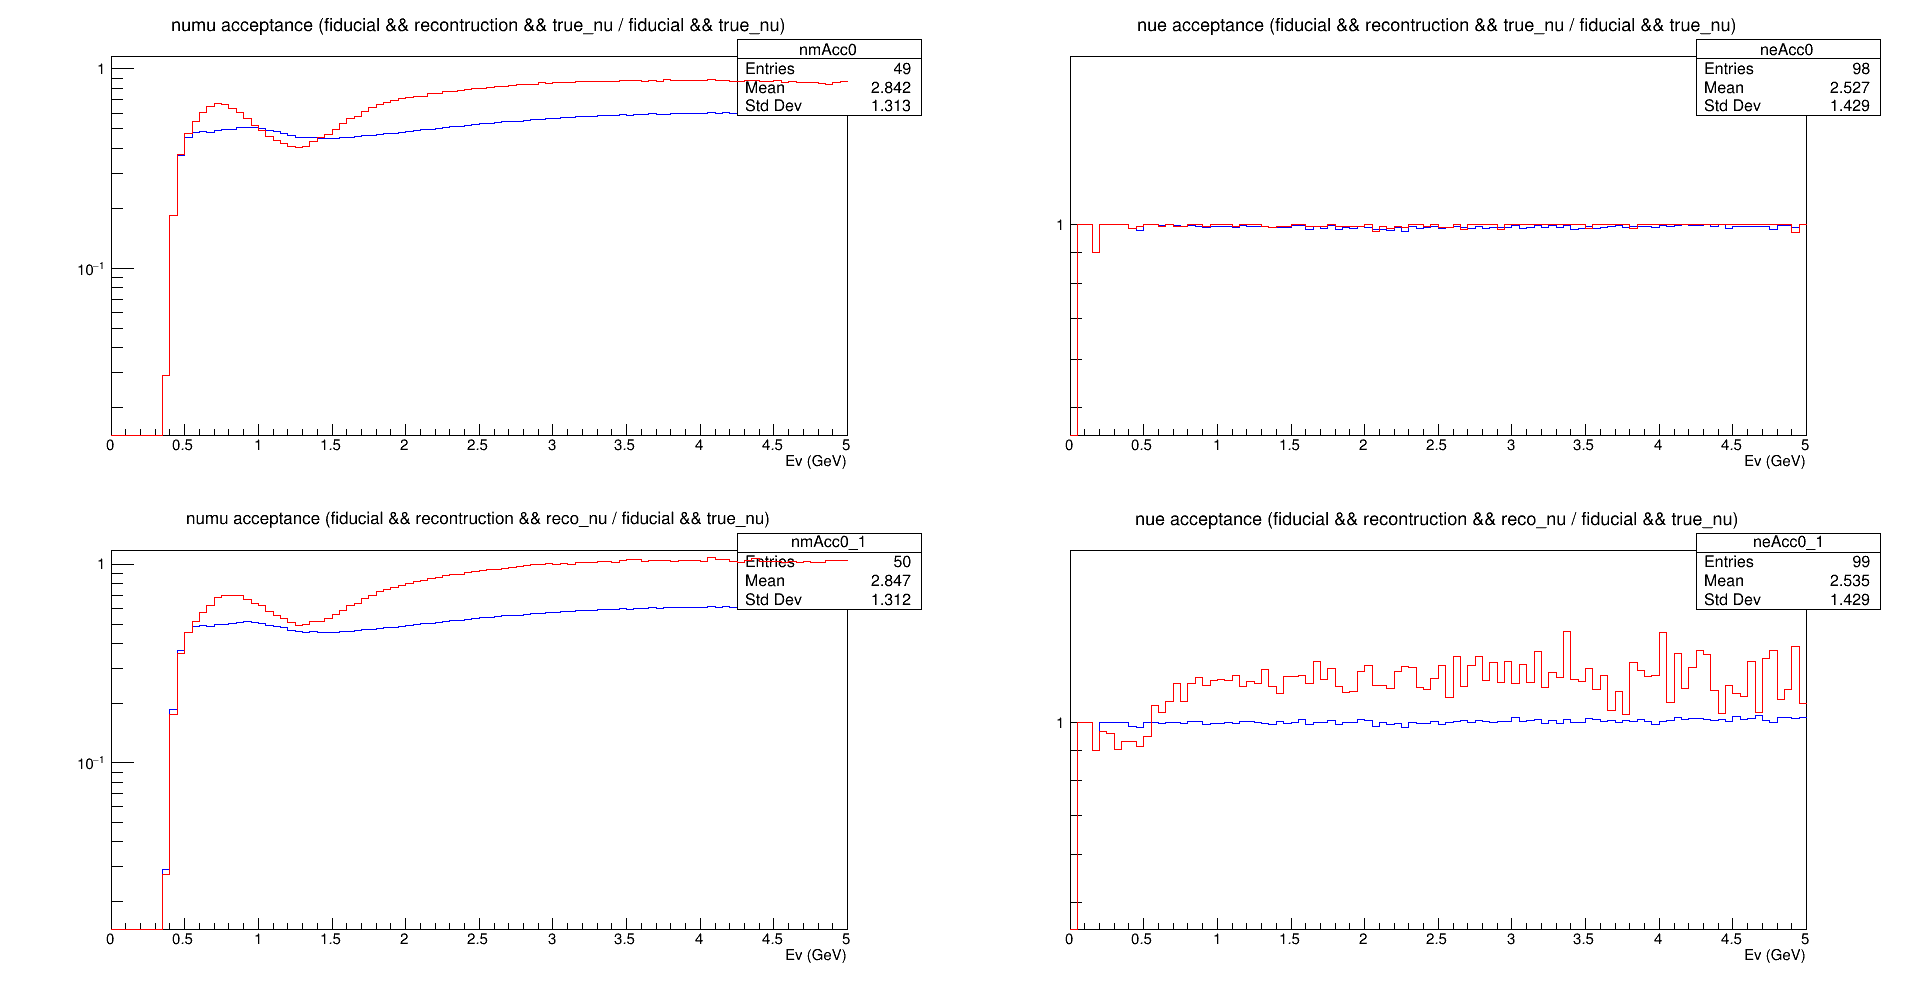 numu acceptance (fiducial && recontruction && true_nu / fiducial && true_nu)
nmAcc0
Entries 49
Mean 2.842
Std Dev 1.313
1
10⁻¹
0 0.5 1 1.5 2 2.5 3 3.5 4 4.5 5
Ev (GeV)
nue acceptance (fiducial && recontruction && true_nu / fiducial && true_nu)
neAcc0
Entries 98
Mean 2.527
Std Dev 1.429
1
0 0.5 1 1.5 2 2.5 3 3.5 4 4.5 5
Ev (GeV)
numu acceptance (fiducial && recontruction && reco_nu / fiducial && true_nu)
nmAcc0_1
Entries 50
Mean 2.847
Std Dev 1.312
1
10⁻¹
0 0.5 1 1.5 2 2.5 3 3.5 4 4.5 5
Ev (GeV)
nue acceptance (fiducial && recontruction && reco_nu / fiducial && true_nu)
neAcc0_1
Entries 99
Mean 2.535
Std Dev 1.429
1
0 0.5 1 1.5 2 2.5 3 3.5 4 4.5 5
Ev (GeV)